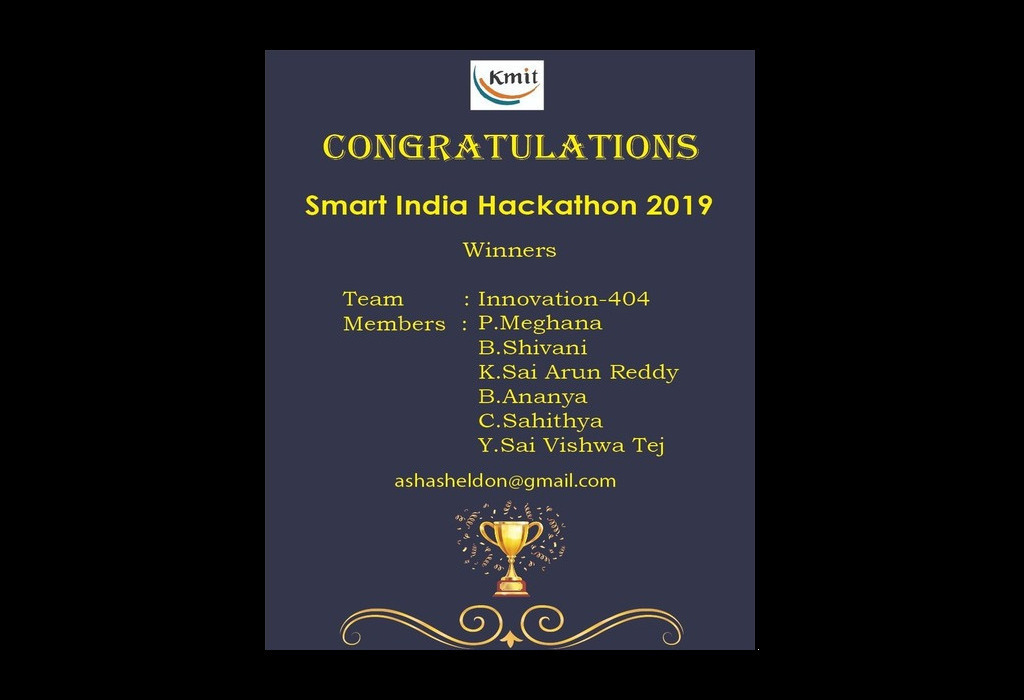 Kmit
CONGRATULATIONS
Smart India Hackathon 2019
Winners
Team : Innovation-404
Members : P.Meghana
B.Shivani
K.Sai Arun Reddy
B.Ananya
C.Sahithya
Y.Sai Vishwa Tej
ashasheldon@gmail.com